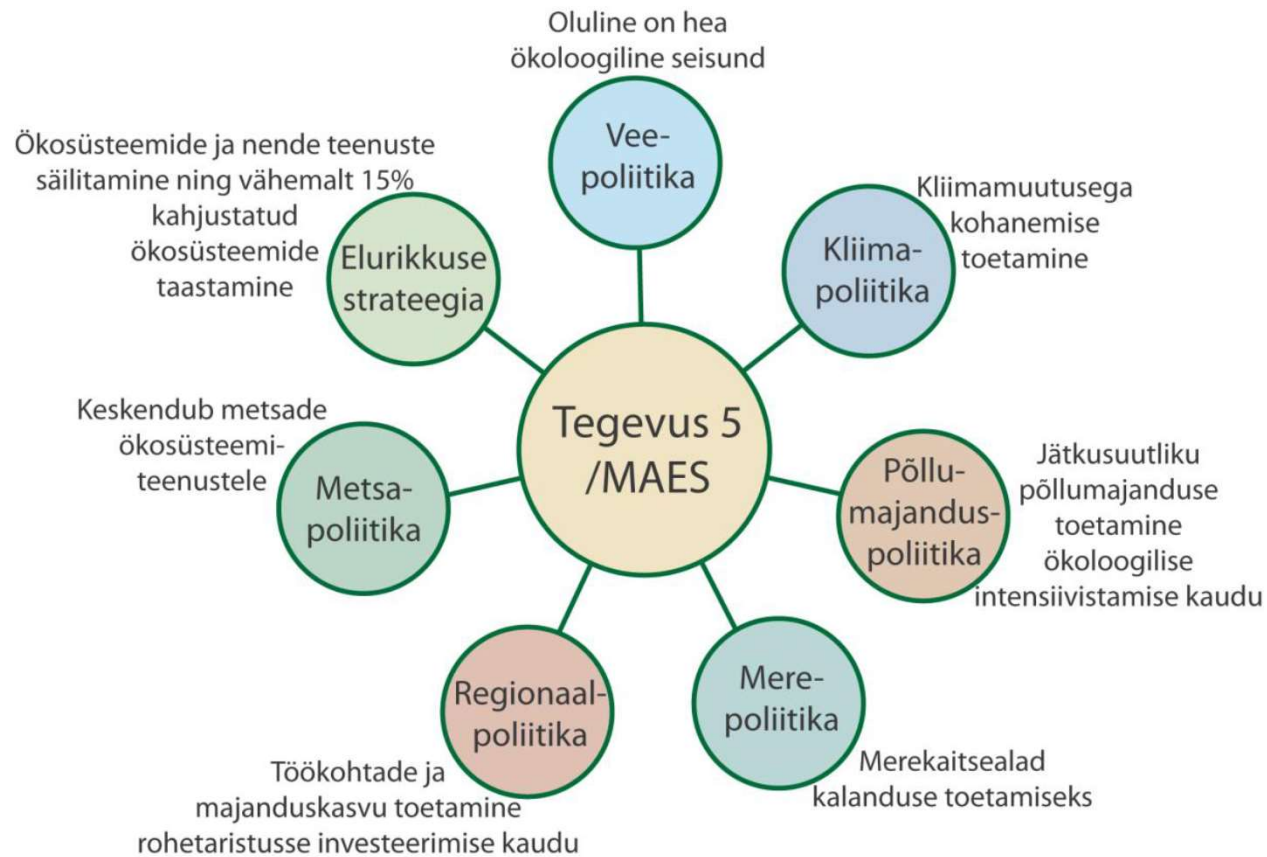 Oluline on hea
ökoloogiline seisund
Vee-
poliitika
Kliimamuutusega
kohanemise
toetamine
Kliima-
poliitika
Jätkusuutliku
põllumajanduse
toetamine
ökoloogilise
intensiivistamise kaudu
Põllu-
majandus-
poliitika
Mere-
poliitika
Merekaitsealad
kalanduse toetamiseks
Regionaal-
poliitika
Töökohtade ja
majanduskasvu toetamine
rohetaristusse investeerimise kaudu
Keskendub metsade
ökosüsteemi-
teenustele
Metsa-
poliitika
Ökosüsteemide ja nende teenuste
säilitamine ning vähemalt 15%
kahjustatud
ökosüsteemide
taastamine
Elurikkuse
strateegia
Tegevus 5
/MAES